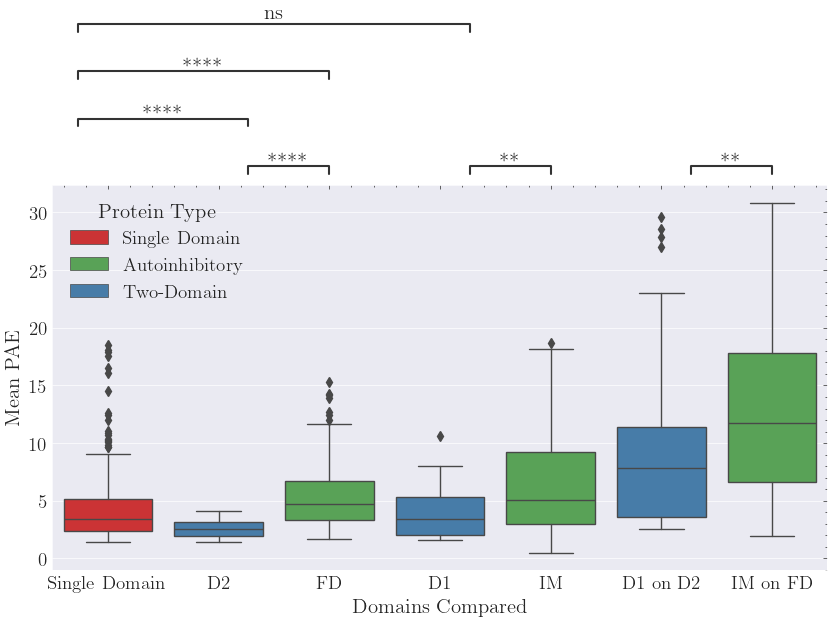 ns
****
****
**** ** **
Protein Type
Single Domain
Autoinhibitory
Two-Domain
Mean PAE
30
25
20
15
10
5
0
Single Domain D2 FD D1 IM D1 on D2 IM on FD
Domains Compared